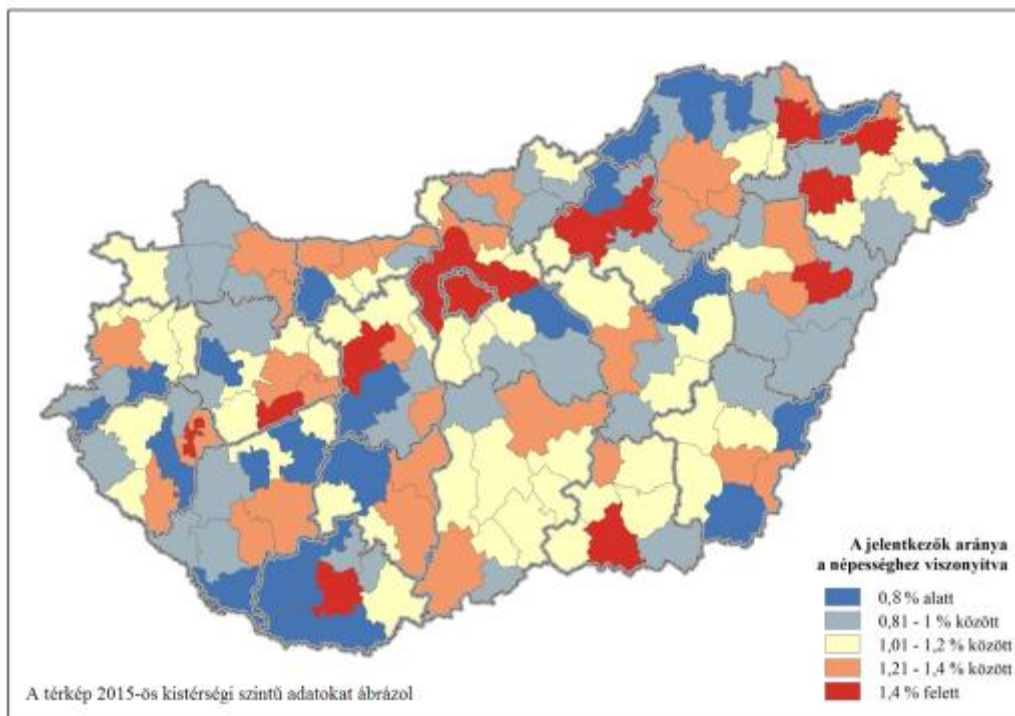 A jelentkezők aránya
a népességhez viszonyítva
0,8 % alatt
0,81 - 1 % között
1,01 - 1,2 % között
1,21 - 1,4 % között
1,4 % felett
A térkép 2015-ös kistérségi szintű adatokat ábrázol